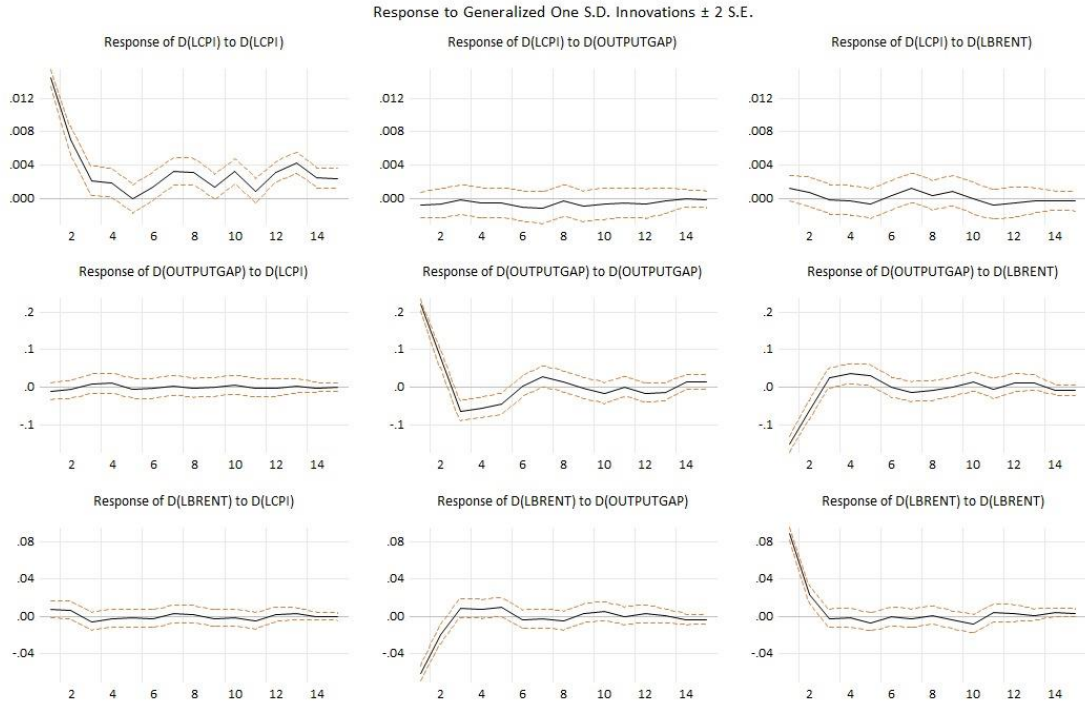 Response to Generalized One S.D. Innovations ± 2 S.E.
Response of D(LCPI) to D(LCPI)
.012
.008
.004
.000
2 4 6 8 10 12 14
Response of D(LCPI) to D(OUTPUTGAP)
.012
.008
.004
.000
2 4 6 8 10 12 14
Response of D(LCPI) to D(LBRENT)
.012
.008
.004
.000
2 4 6 8 10 12 14
Response of D(OUTPUTGAP) to D(LCPI)
.2
.1
.0
-.1
2 4 6 8 10 12 14
Response of D(OUTPUTGAP) to D(OUTPUTGAP)
.2
.1
.0
-.1
2 4 6 8 10 12 14
Response of D(OUTPUTGAP) to D(LBRENT)
.2
.1
.0
-.1
2 4 6 8 10 12 14
Response of D(LBRENT) to D(LCPI)
.08
.04
.00
-.04
2 4 6 8 10 12 14
Response of D(LBRENT) to D(OUTPUTGAP)
.08
.04
.00
-.04
2 4 6 8 10 12 14
Response of D(LBRENT) to D(LBRENT)
.08
.04
.00
-.04
2 4 6 8 10 12 14